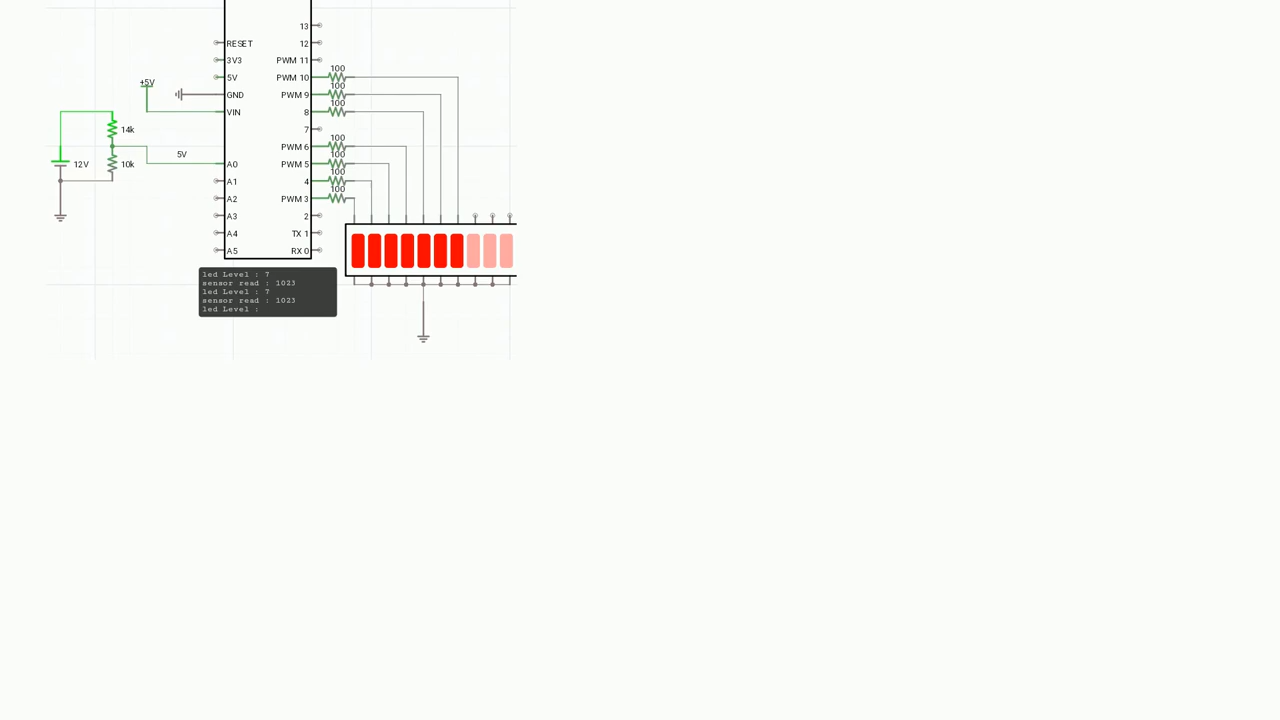 13
RESET
12
3V3
PWM 11
5V
PWM 10
100
+5V
GND
PWM 9
100
VIN
8
100
14k
7
5V
PWM 6
100
12V
10k
A0
PWM 5
100
A1
4
100
A2
PWM 3
100
A3
2
A4
TX 1
A5
RX 0
led Level : 7
sensor read : 1023
led Level : 7
sensor read : 1023
led Level :